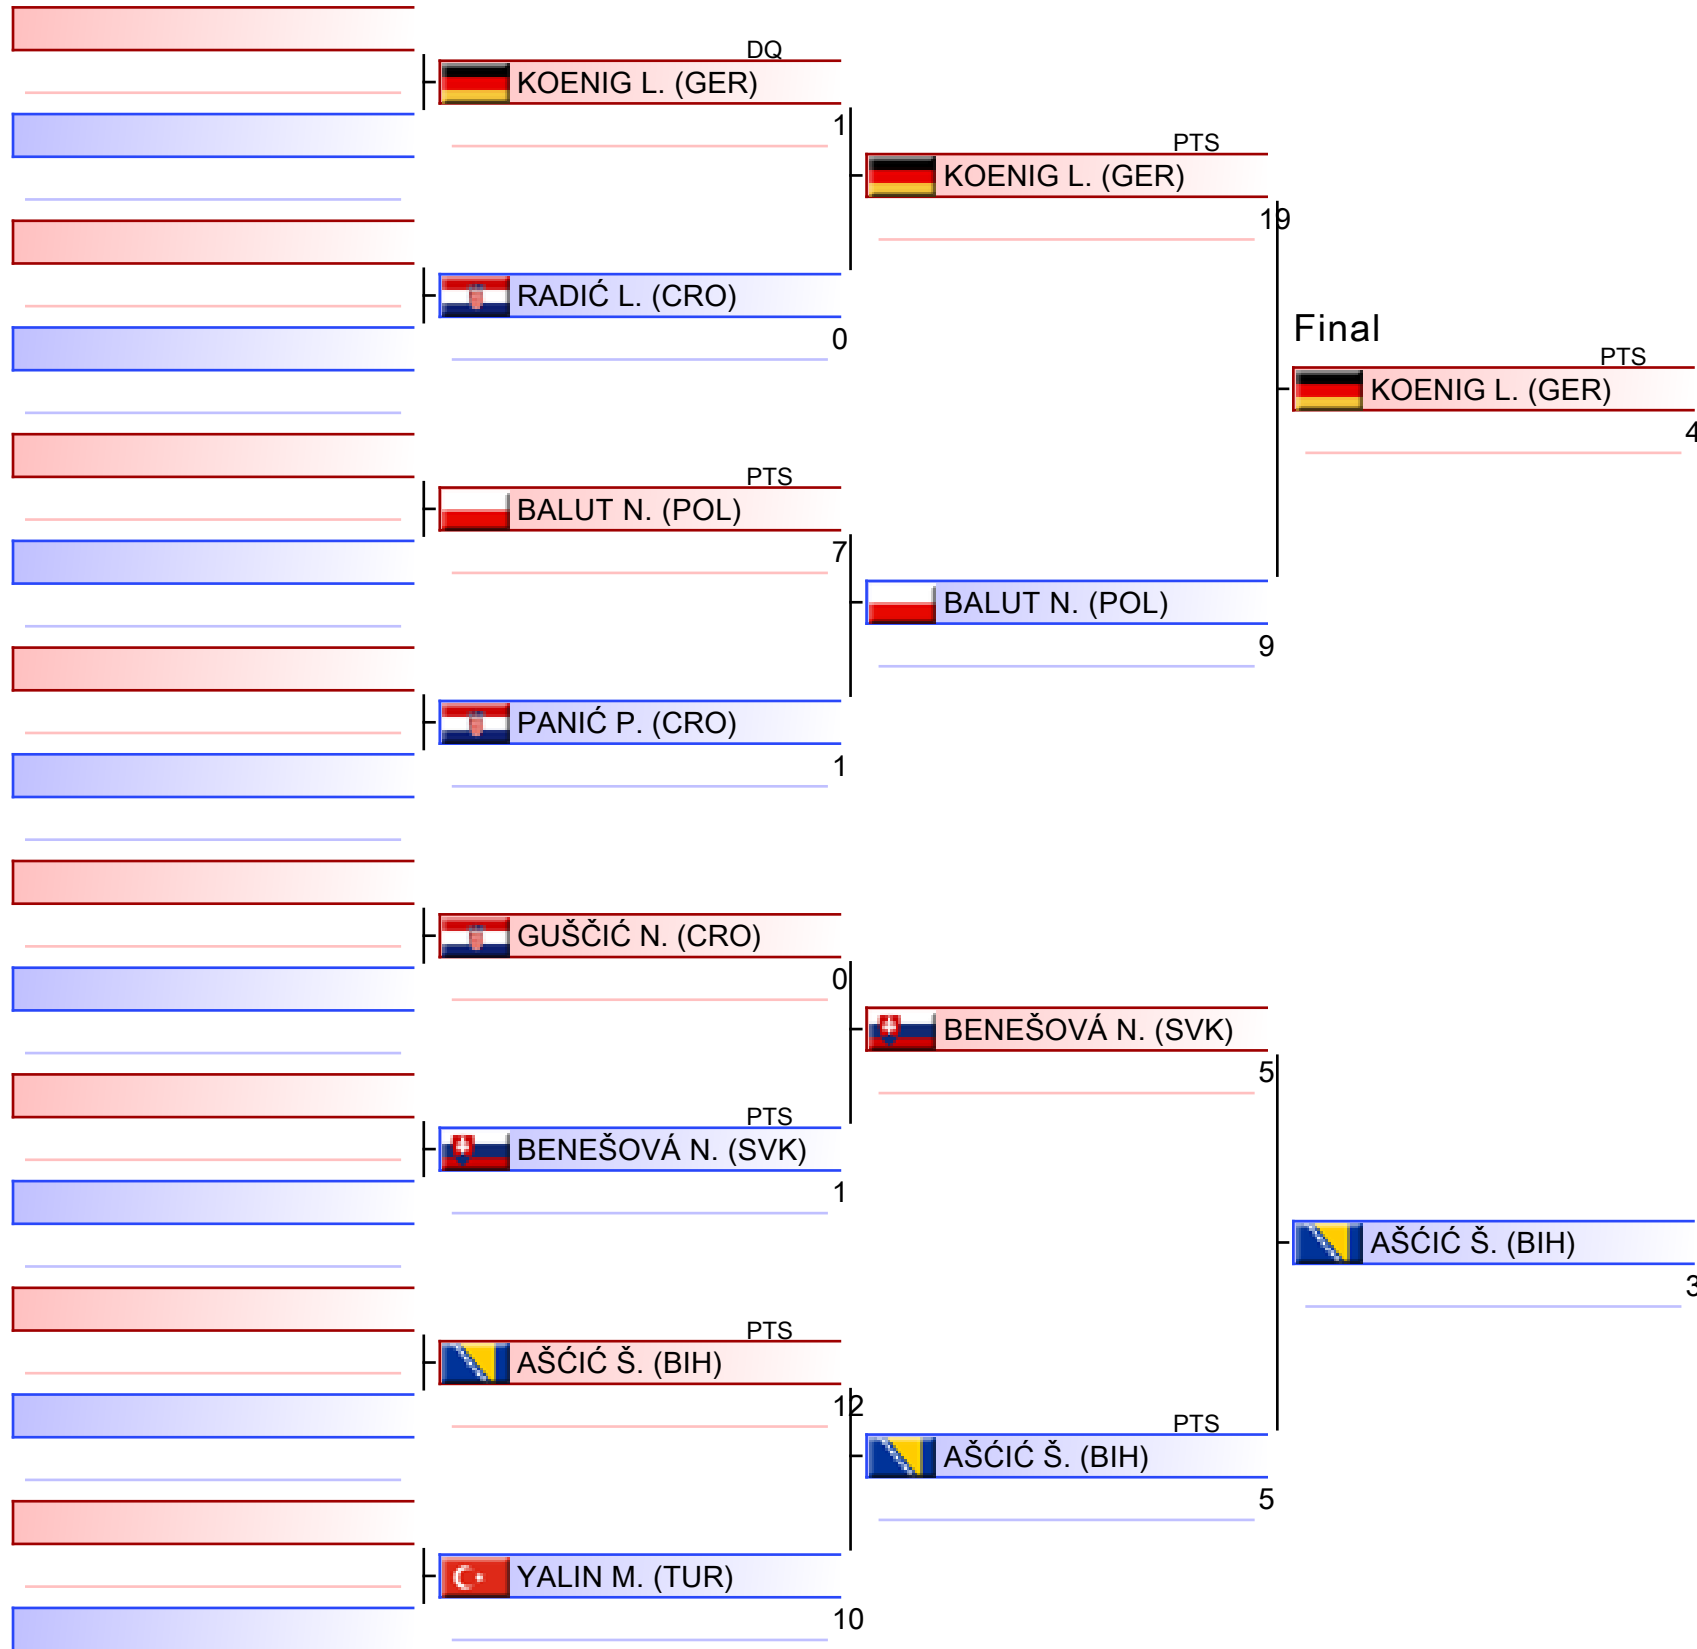 DQ
KOENIG L. (GER)
1
RADIĆ L. (CRO)
0
PTS
BALUT N. (POL)
7
PANIĆ P. (CRO)
1
GUŠČIĆ N. (CRO)
0
PTS
BENEŠOVÁ N. (SVK)
1
PTS
AŠĆIĆ Š. (BIH)
12
YALIN M. (TUR)
10
PTS
KOENIG L. (GER)
19
BALUT N. (POL)
9
BENEŠOVÁ N. (SVK)
5
PTS
AŠĆIĆ Š. (BIH)
5
Final
PTS
KOENIG L. (GER)
4
AŠĆIĆ Š. (BIH)
3